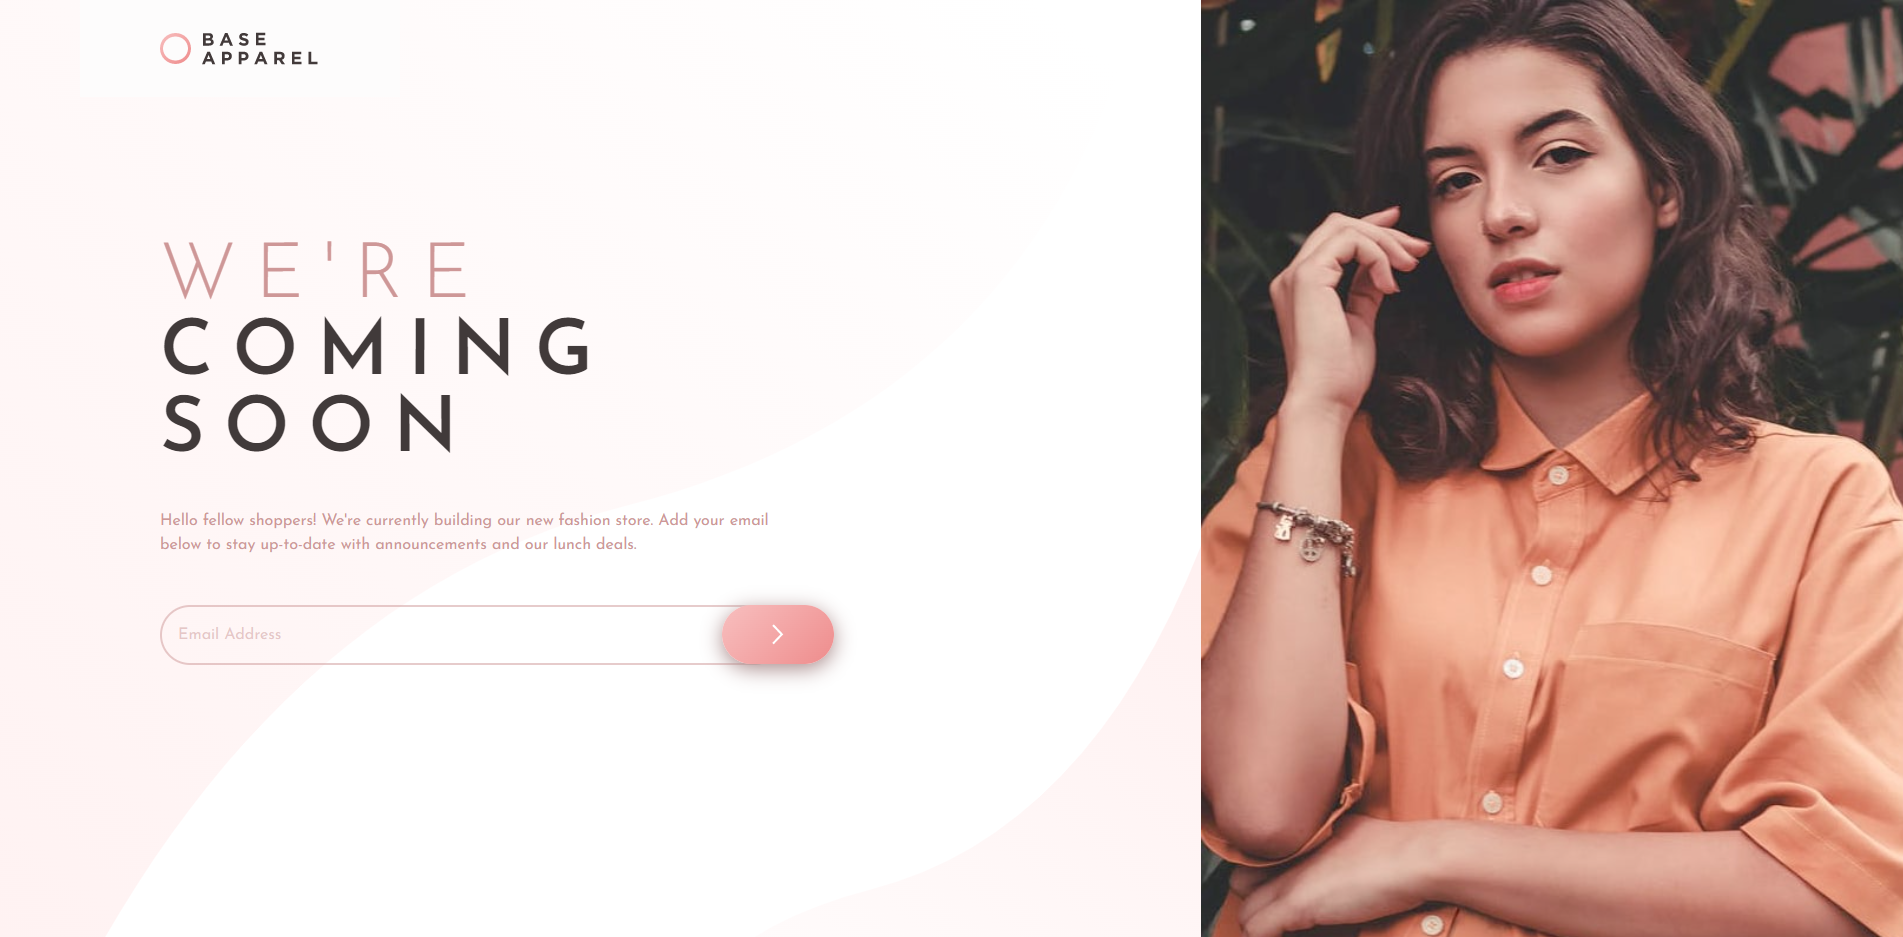 BASE
APPAREL
WE'RE
COMING
SOON
Hello fellow shoppers! We're currently building our new fashion store. Add your email
below to stay up-to-date with announcements and our lunch deals.
Email Address